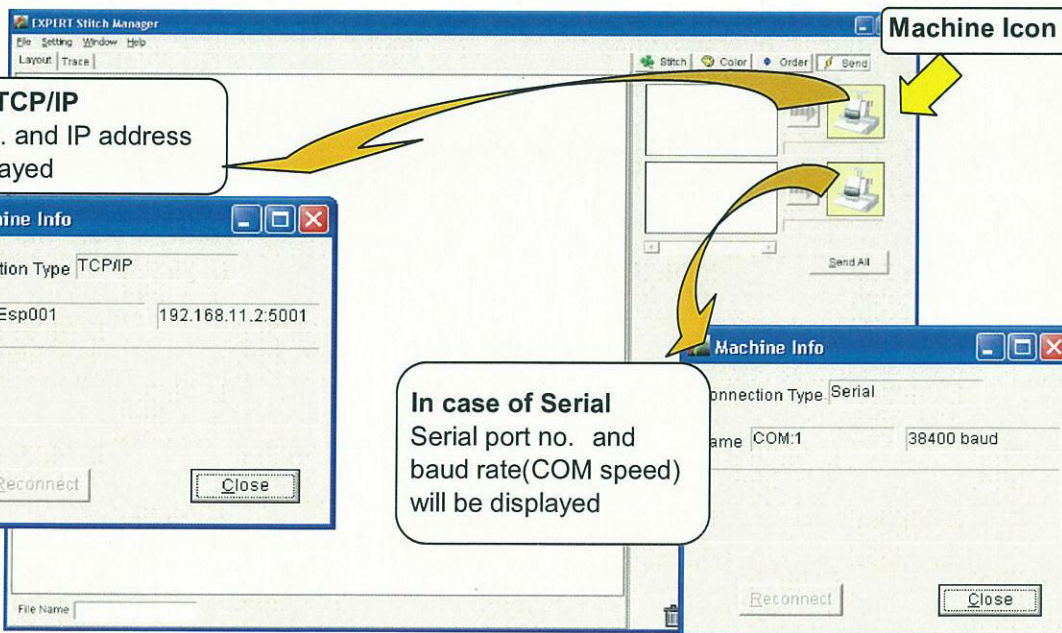 EXPERT Stitch Manager
File Setting Window Help
Machine Icon
Layout Trace
Stitch Color Order Send
TCP/IP
. and IP address
ayed
ine Info
tion Type TCP/IP
Esp001 192.168.11.2:5001
Reconnect Close
Send All
In case of Serial
Serial port no. and
baud rate(COM speed)
will be displayed
Machine Info
onnection Type Serial
ame COM:1 38400 baud
Reconnect Close
File Name